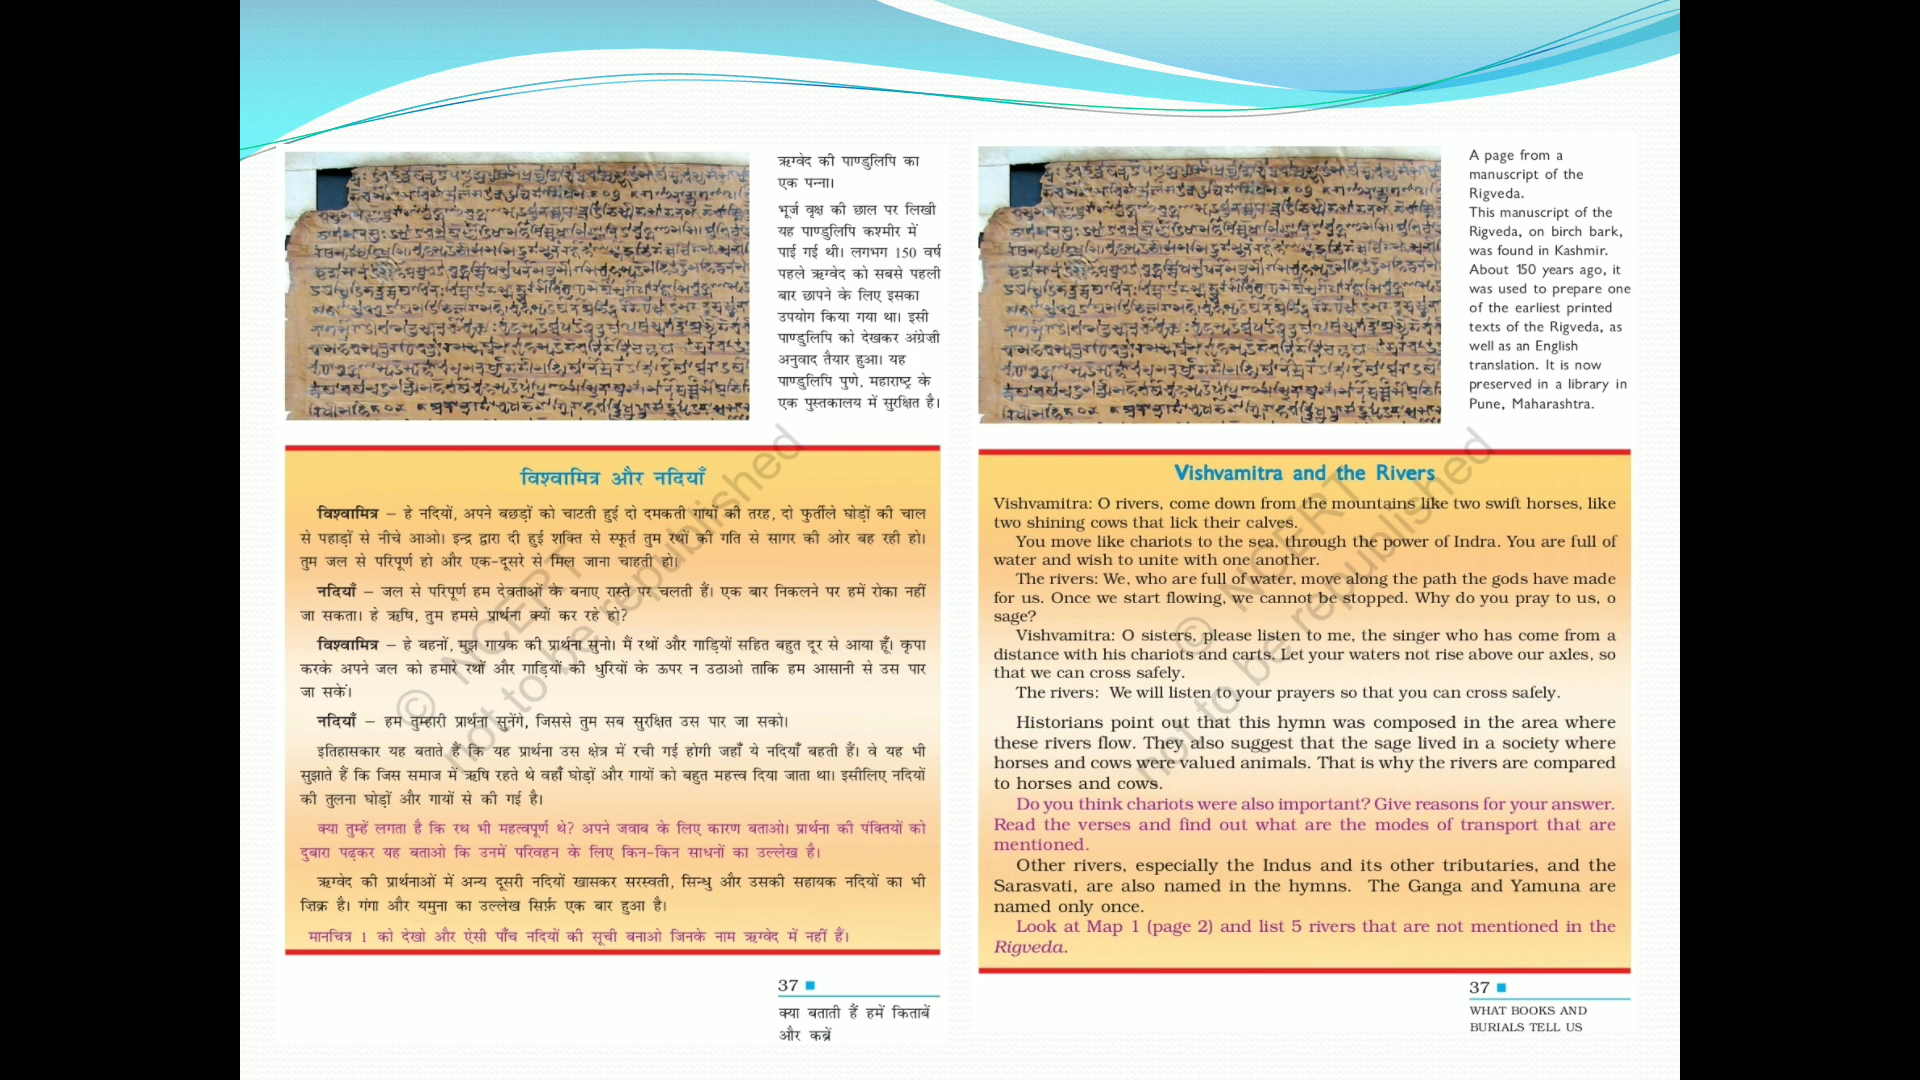 ऋग्वेद की पाण्डुलिपि का
एक पन्ना।
भूर्ज वृक्ष की छाल पर लिखी
यह पाण्डुलिपि कश्मीर में
पाई गई थी। लगभग 150 वर्ष
पहले ऋग्वेद को सबसे पहली
बार छापने के लिए इसका
उपयोग किया गया था। इसी
पाण्डुलिपि को देखकर अंग्रेज़ी
अनुवाद तैयार हुआ। यह
पाण्डुलिपि पुणे, महाराष्ट्र के
एक पुस्तकालय में सुरक्षित है।
विश्वामित्र और नदियाँ
विश्वामित्र – हे नदियों, अपने बछड़ों को चाटती हुई दो दमकती गायों की तरह, दो फुर्तीले घोड़ों की चाल
से पहाड़ों से नीचे आओ। इन्द्र द्वारा दी हुई शक्ति से स्फूर्त तुम रथों की गति से सागर की ओर बह रही हो।
तुम जल से परिपूर्ण हो और एक-दूसरे से मिल जाना चाहती हो।
नदियाँ – जल से परिपूर्ण हम देवताओं के बनाए रास्ते पर चलती हैं। एक बार निकलने पर हमें रोका नहीं
जा सकता। हे ऋषि, तुम हमसे प्रार्थना क्यों कर रहे हो?
विश्वामित्र – हे बहनों, मुझ गायक की प्रार्थना सुनो। मैं रथों और गाड़ियों सहित बहुत दूर से आया हूँ। कृपा
करके अपने जल को हमारे रथों और गाड़ियों की धुरियों के ऊपर न उठाओ ताकि हम आसानी से उस पार
जा सकें।
नदियाँ – हम तुम्हारी प्रार्थना सुनेंगे, जिससे तुम सब सुरक्षित उस पार जा सको।
इतिहासकार यह बताते हैं कि यह प्रार्थना उस क्षेत्र में रची गई होगी जहाँ ये नदियाँ बहती हैं। वे यह भी
सुझाते हैं कि जिस समाज में ऋषि रहते थे वहाँ घोड़ों और गायों को बहुत महत्त्व दिया जाता था। इसीलिए नदियों
की तुलना घोड़ों और गायों से की गई है।
क्या तुम्हें लगता है कि रथ भी महत्वपूर्ण थे? अपने जवाब के लिए कारण बताओ। प्रार्थना की पंक्तियों को
दुबारा पढ़कर यह बताओ कि उनमें परिवहन के लिए किन-किन साधनों का उल्लेख है।
ऋग्वेद की प्रार्थनाओं में अन्य दूसरी नदियों खासकर सरस्वती, सिन्धु और उसकी सहायक नदियों का भी
ज़िक्र है। गंगा और यमुना का उल्लेख सिर्फ़ एक बार हुआ है।
मानचित्र 1 को देखो और ऐसी पाँच नदियों की सूची बनाओ जिनके नाम ऋग्वेद में नहीं हैं।
© NCERT
not to be republished
37
क्या बताती हैं हमें किताबें
और कब्रें
A page from a
manuscript of the
Rigveda.
This manuscript of the
Rigveda, on birch bark,
was found in Kashmir.
About 150 years ago, it
was used to prepare one
of the earliest printed
texts of the Rigveda, as
well as an English
translation. It is now
preserved in a library in
Pune, Maharashtra.
Vishvamitra and the Rivers
Vishvamitra: O rivers, come down from the mountains like two swift horses, like
two shining cows that lick their calves.
You move like chariots to the sea, through the power of Indra. You are full of
water and wish to unite with one another.
The rivers: We, who are full of water, move along the path the gods have made
for us. Once we start flowing, we cannot be stopped. Why do you pray to us, o
sage?
Vishvamitra: O sisters, please listen to me, the singer who has come from a
distance with his chariots and carts. Let your waters not rise above our axles, so
that we can cross safely.
The rivers: We will listen to your prayers so that you can cross safely.
Historians point out that this hymn was composed in the area where
these rivers flow. They also suggest that the sage lived in a society where
horses and cows were valued animals. That is why the rivers are compared
to horses and cows.
Do you think chariots were also important? Give reasons for your answer.
Read the verses and find out what are the modes of transport that are
mentioned.
Other rivers, especially the Indus and its other tributaries, and the
Sarasvati, are also named in the hymns. The Ganga and Yamuna are
named only once.
Look at Map 1 (page 2) and list 5 rivers that are not mentioned in the
Rigveda.
© NCERT
not to be republished
37
WHAT BOOKS AND
BURIALS TELL US